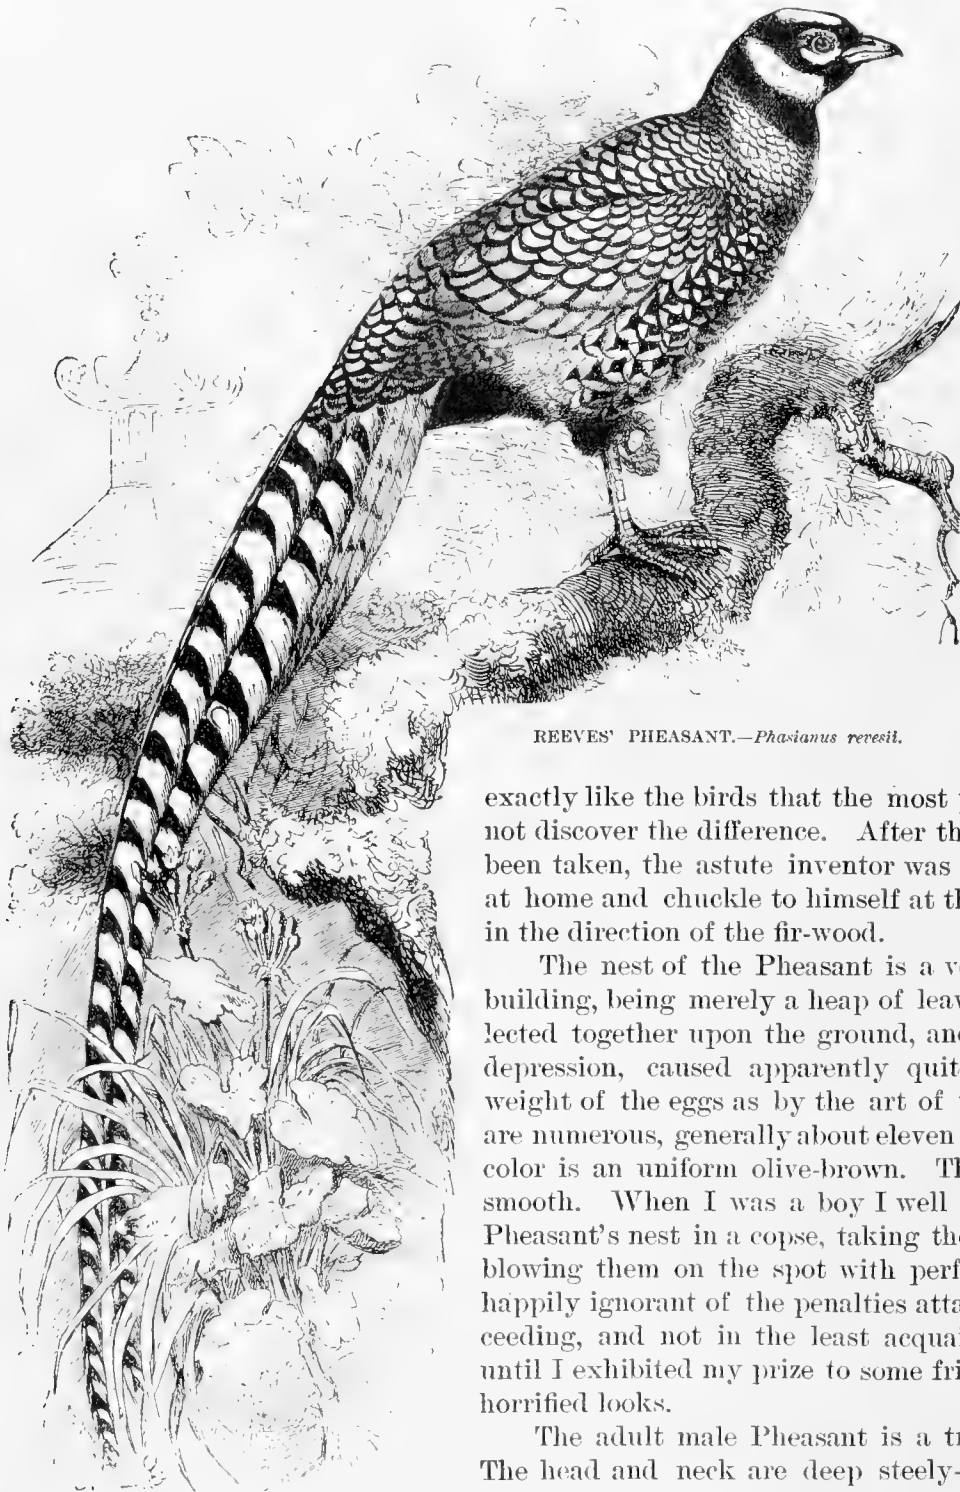 REEVES' PHEASANT.—Phasianus revesii.
exactly like the birds that the most
not discover the difference. After th
been taken, the astute inventor was
at home and chuckle to himself at th
in the direction of the fir-wood.
The nest of the Pheasant is a v
building, being merely a heap of leav
lected together upon the ground, and
depression, caused apparently quit
weight of the eggs as by the art of
are numerous, generally about eleven
color is an uniform olive-brown. Th
smooth. When I was a boy I well
Pheasant's nest in a copse, taking the
blowing them on the spot with perf
happily ignorant of the penalties atta
ceeding, and not in the least acquai
until I exhibited my prize to some fri
horrified looks.
The adult male Pheasant is a tr
The head and neck are deep steely-